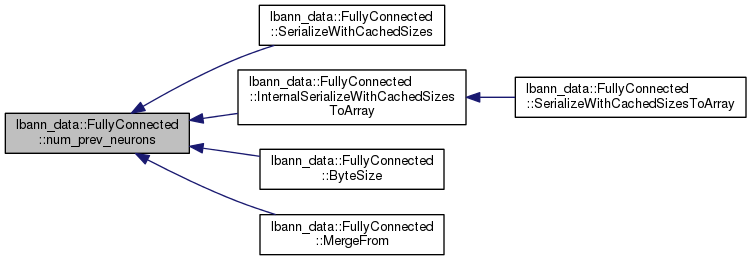 lbann_data::FullyConnected
::SerializeWithCachedSizes
lbann_data::FullyConnected
::InternalSerializeWithCachedSizes
ToArray
lbann_data::FullyConnected
::SerializeWithCachedSizesToArray
lbann_data::FullyConnected
::num_prev_neurons
lbann_data::FullyConnected
::ByteSize
lbann_data::FullyConnected
::MergeFrom